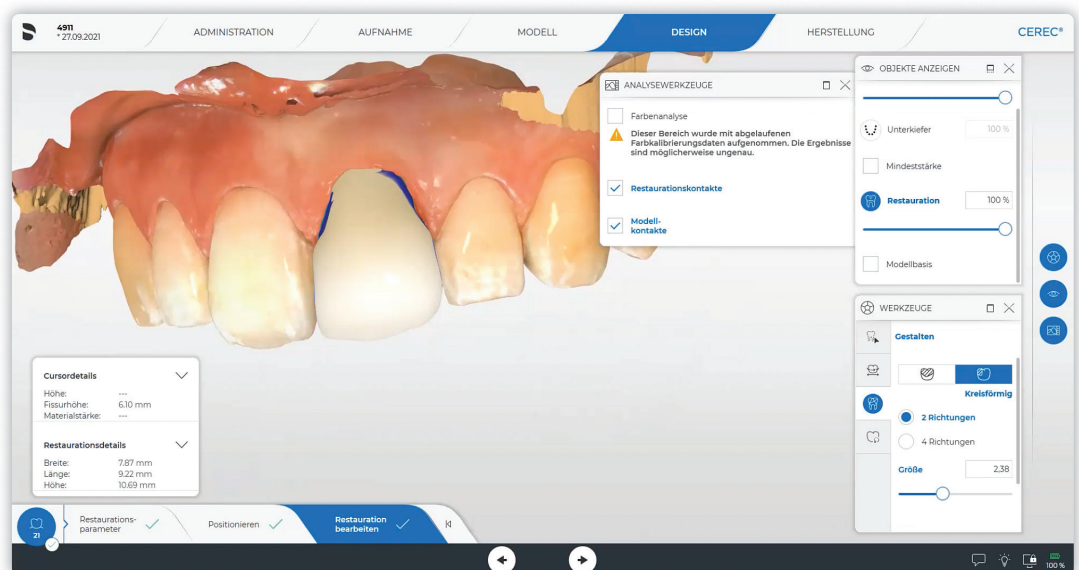 4911
* 27.09.2021
ADMINISTRATION
AUFNAHME
MODELL
DESIGN
HERSTELLUNG
CEREC®
ANALYSEWERKZEUGE
Farbenanalyse
Dieser Bereich wurde mit abgelaufenen
Farbkalibrierungsdaten aufgenommen. Die Ergebnisse
sind möglicherweise ungenau.
Restaurationskontakte
Modell-
kontakte
OBJEKTE ANZEIGEN
Unterkiefer 100 %
Mindeststärke
Restauration 100 %
Modellbasis
WERKZEUGE
Gestalten
Kreisförmig
2 Richtungen
4 Richtungen
Größe 2,38
Cursordetails
Höhe: ---
Fissurhöhe: 6.10 mm
Materialstärke: ---
Restaurationsdetails
Breite: 7.87 mm
Länge: 9.22 mm
Höhe: 10.69 mm
21
Restaurations-
parameter
Positionieren
Restauration
bearbeiten
100 %